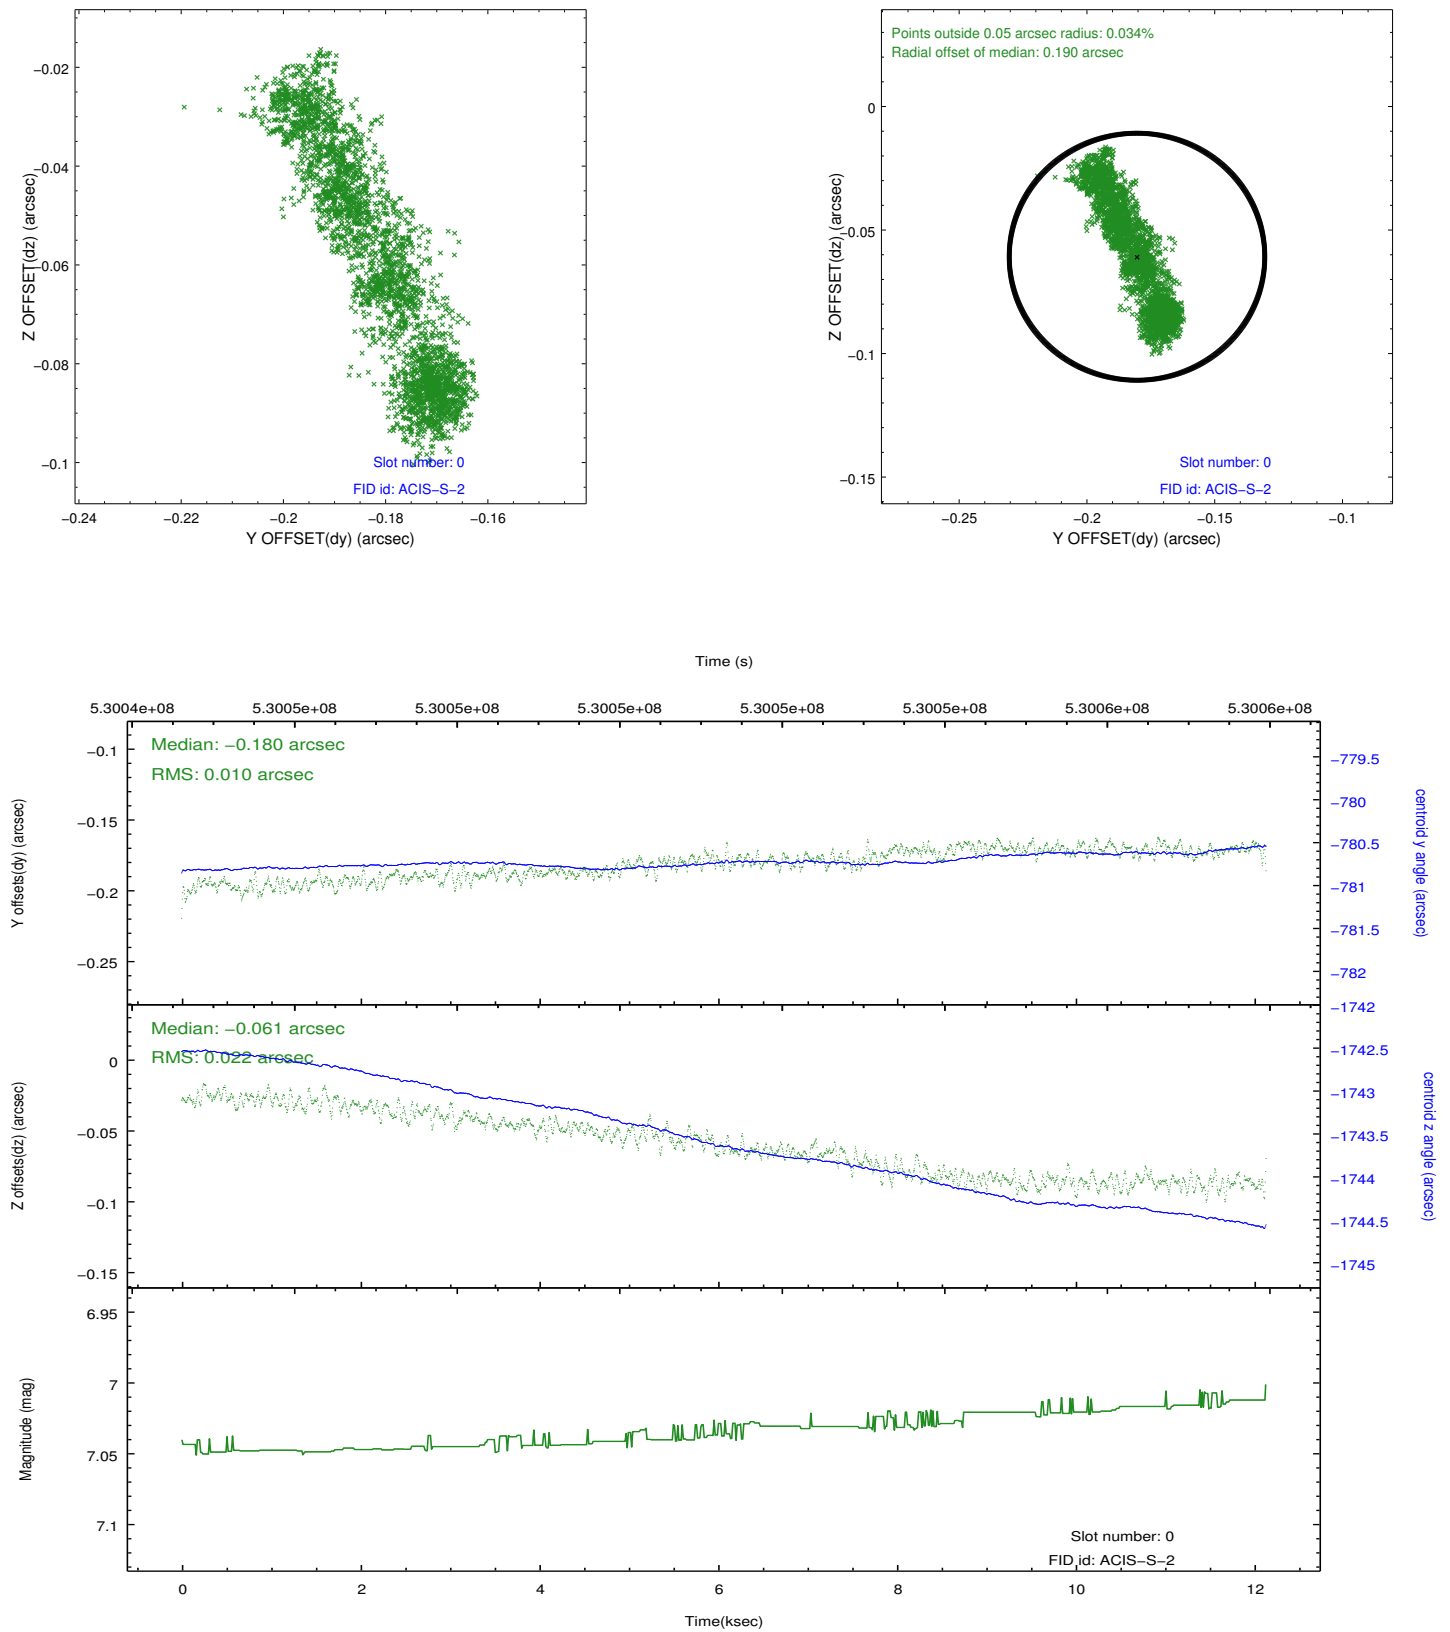 −0.02
−0.04
−0.06
−0.08
−0.1
Z OFFSET(dz) (arcsec)
Slot number: 0
FID id: ACIS−S−2
−0.24
−0.22
−0.2
−0.18
−0.16
Y OFFSET(dy) (arcsec)
Points outside 0.05 arcsec radius: 0.034%
Radial offset of median: 0.190 arcsec
0
−0.05
−0.1
−0.15
Z OFFSET(dz) (arcsec)
Slot number: 0
FID id: ACIS−S−2
−0.25
−0.2
−0.15
−0.1
Y OFFSET(dy) (arcsec)
Time (s)
5.3004e+08
5.3005e+08
5.3005e+08
5.3005e+08
5.3005e+08
5.3005e+08
5.3006e+08
5.3006e+08
Median: −0.180 arcsec
RMS: 0.010 arcsec
−0.1
−0.15
−0.2
−0.25
Y offsets(dy) (arcsec)
−779.5
−780
−780.5
−781
−781.5
−782
centroid y angle (arcsec)
Median: −0.061 arcsec
RMS: 0.022 arcsec
0
−0.05
−0.1
−0.15
Z offsets(dz) (arcsec)
−1742
−1742.5
−1743
−1743.5
−1744
−1744.5
−1745
centroid z angle (arcsec)
6.95
7
7.05
7.1
Magnitude (mag)
Slot number: 0
FID id: ACIS−S−2
0
2
4
6
8
10
12
Time(ksec)